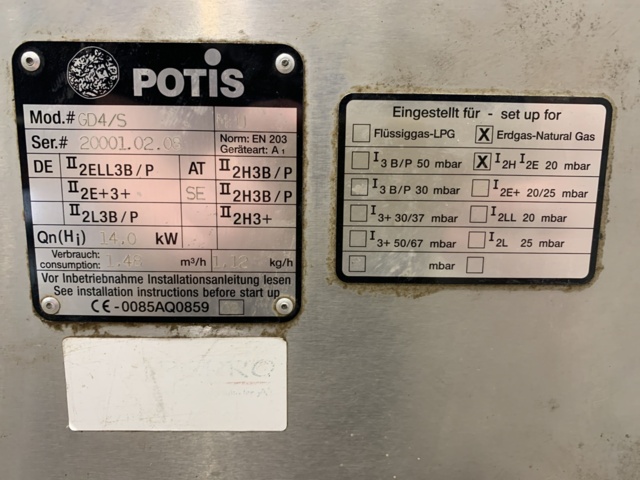 POTIS
Mod.# GD4/S
Ser.# 20001.02.0
Norm: EN 203
Geräteart: A1
DE II2ELL3B/P AT II2H3B/P
II2E+3+ SE II2H3B/P
II2L3B/P II2H3+
Qn(Hi) 14.0 kW
Verbrauch:
consumption: 1.48 m³/h 1.12 kg/h
Vor Inbetriebnahme Installationsanleitung lesen
See installation instructions before start up
CE-0085AQ0859
Eingestellt für - set up for
Flüssiggas-LPG X Erdgas-Natural Gas
I3 B/P 50 mbar X I2H I2E 20 mbar
I3 B/P 30 mbar I2E+ 20/25 mbar
I3+ 30/37 mbar I2LL 20 mbar
I3+ 50/67 mbar I2L 25 mbar
mbar